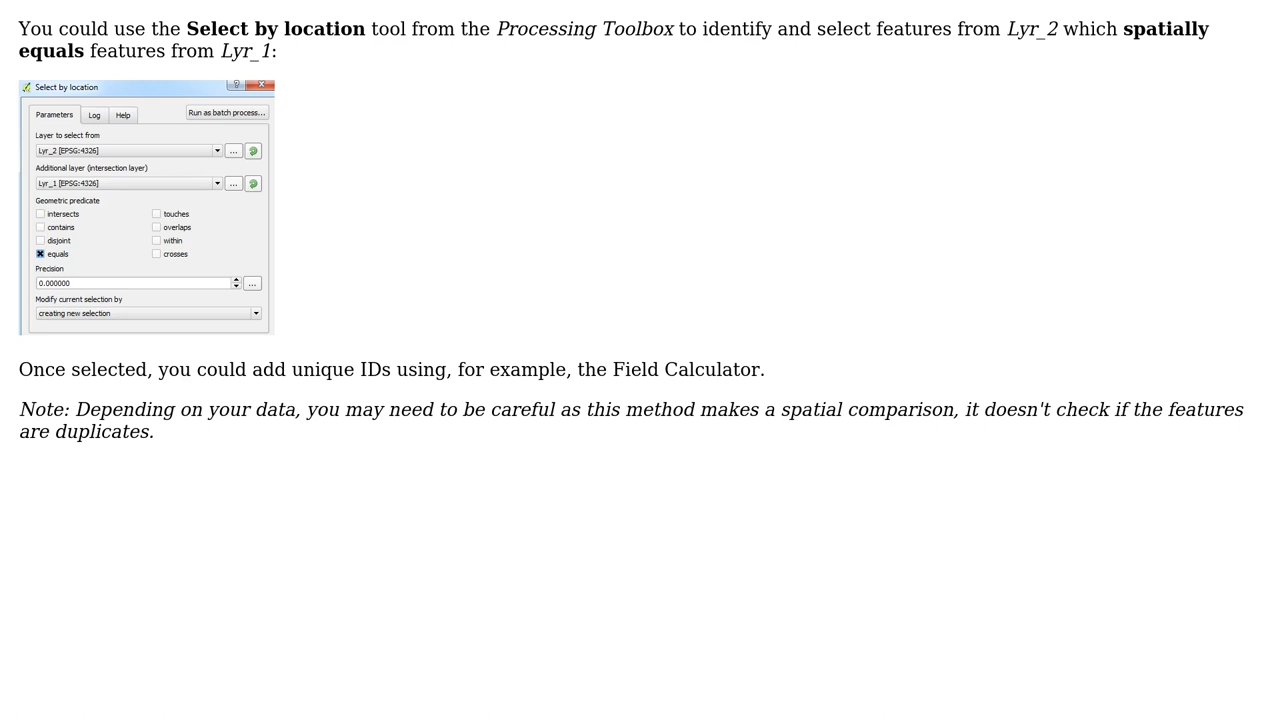 You could use the Select by location tool from the Processing Toolbox to identify and select features from Lyr_2 which spatially
equals features from Lyr_1:
Select by location
?
Parameters Log Help Run as batch process...
Layer to select from
Lyr_2 [EPSG:4326] ...
Additional layer (intersection layer)
Lyr_1 [EPSG:4326] ...
Geometric predicate
intersects touches
contains overlaps
disjoint within
equals crosses
Precision
0.000000 ...
Modify current selection by
creating new selection
Once selected, you could add unique IDs using, for example, the Field Calculator.
Note: Depending on your data, you may need to be careful as this method makes a spatial comparison, it doesn't check if the features
are duplicates.